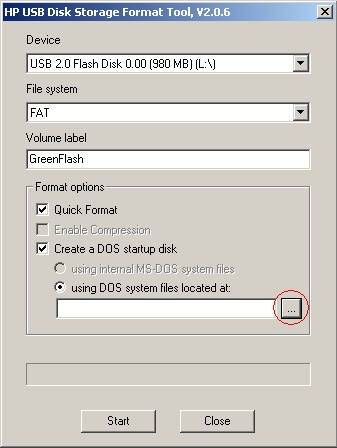 HP USB Disk Storage Format Tool, V2.0.6
Device
USB 2.0 Flash Disk 0.00 (980 MB) (L:\)
File system
FAT
Volume label
GreenFlash
Format options
Quick Format
Enable Compression
Create a DOS startup disk
using internal MS-DOS system files
using DOS system files located at:
...
Start Close